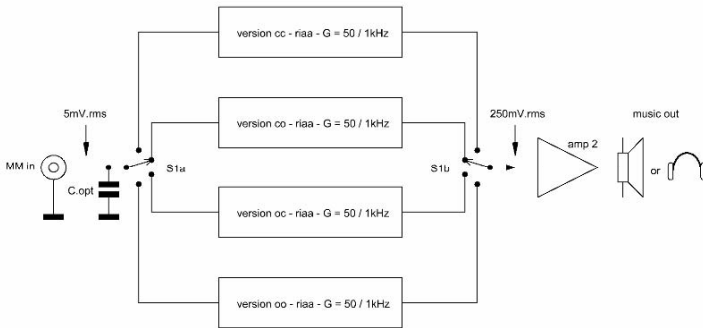 version cc - riaa - G = 50 / 1kHz
5mV.rms
version co - riaa - G = 50 / 1kHz
250mV.rms
music out
amp 2
MM in
S1a
S1b
or
C.opt
version oc - riaa - G = 50 / 1kHz
version oo - riaa - G = 50 / 1kHz